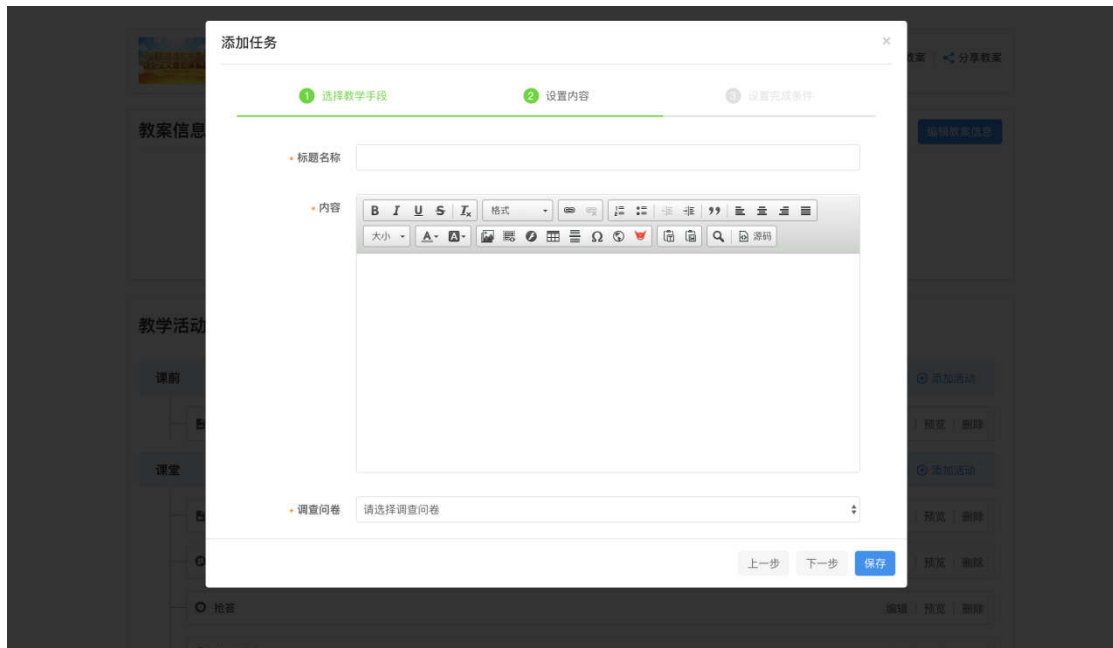 添加任务 ×
教案 分享教案
1 选择教学手段 2 设置内容 3 设置完成条件
教案信息 编辑教案信息
标题名称
内容
B I U S Ix 格式
大小 A A Ω 源码
教学活动
课前 添加活动
预览 删除
课堂 添加活动
调查问卷 请选择调查问卷
预览 删除
上一步 下一步 保存
预览 删除
抢答 编辑 预览 删除